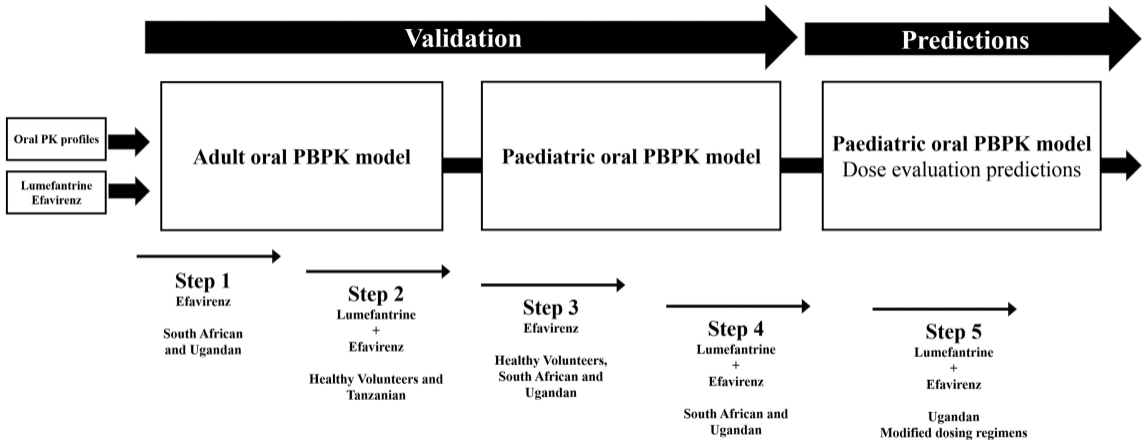 Validation
Predictions
Oral PK profiles
Lumefantrine
Efavirenz
Adult oral PBPK model
Paediatric oral PBPK model
Paediatric oral PBPK model
Dose evaluation predictions
Step 1
Efavirenz
South African
and Ugandan
Step 2
Lumefantrine
+
Efavirenz
Healthy Volunteers and
Tanzanian
Step 3
Efavirenz
Healthy Volunteers,
South African and
Ugandan
Step 4
Lumefantrine
+
Efavirenz
South African and
Ugandan
Step 5
Lumefantrine
+
Efavirenz
Ugandan
Modified dosing regimens